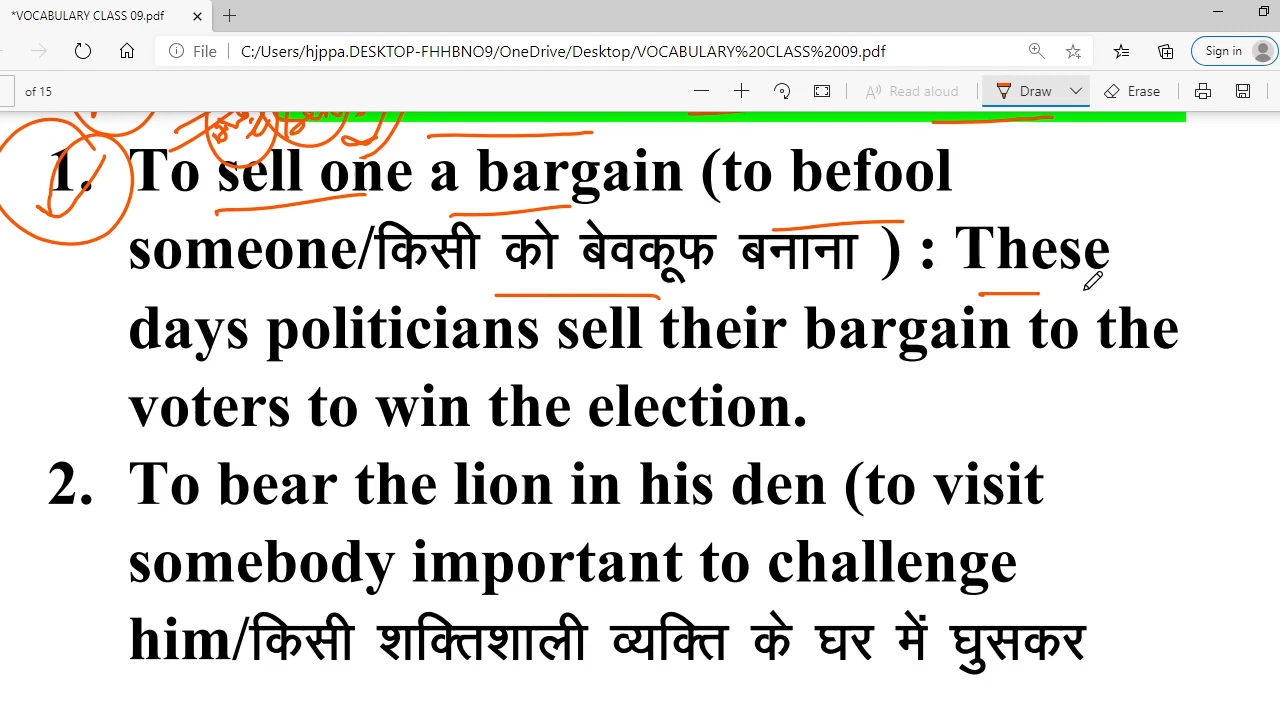 *VOCABULARY CLASS 09.pdf
File C:/Users/hjppa.DESKTOP-FHHBNO9/OneDrive/Desktop/VOCABULARY%20CLASS%2009.pdf Sign in
of 15 Read aloud Draw Erase
1. To sell one a bargain (to befool
someone/किसी को बेवकूफ बनाना ) : These
days politicians sell their bargain to the
voters to win the election.
2. To bear the lion in his den (to visit
somebody important to challenge
him/किसी शक्तिशाली व्यक्ति के घर में घुसकर